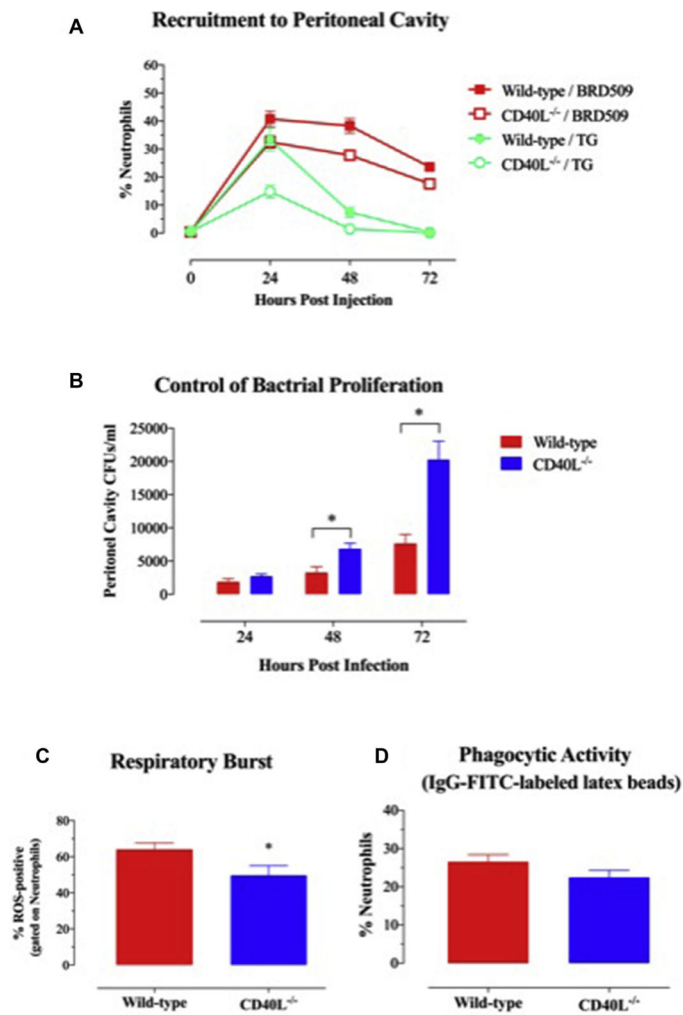 A
Recruitment to Peritoneal Cavity
60
50
40
30
20
10
0
% Neutrophils
0 24 48 72
Hours Post Injection
Wild-type / BRD509
CD40L-/- / BRD509
Wild-type / TG
CD40L-/- / TG
B
Control of Bactrial Proliferation
25000
20000
15000
10000
5000
0
Peritonel Cavity CFUs/ml
* *
24 48 72
Hours Post Infection
Wild-type
CD40L-/-
C
Respiratory Burst
80
60
40
20
0
% ROS-positive
(gated on Neutrophils)
*
Wild-type CD40L-/-
D
Phagocytic Activity
(IgG-FITC-labeled latex beads)
40
30
20
10
0
% Neutrophils
Wild-type CD40L-/-